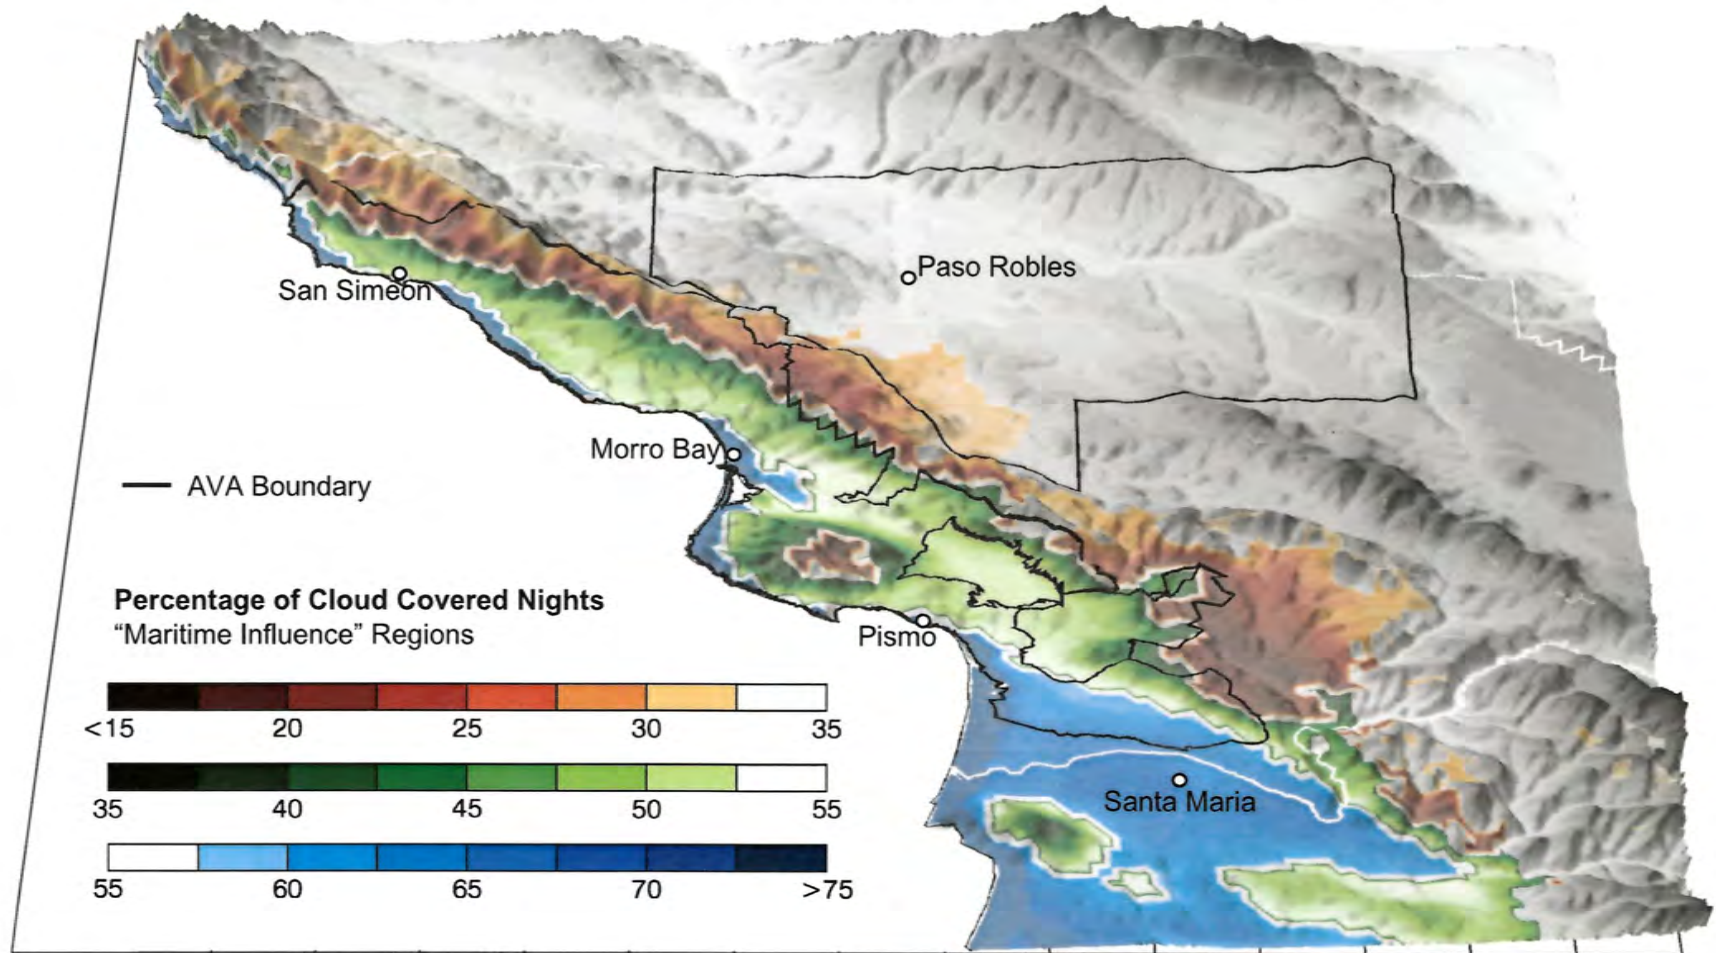 Paso Robles
San Simeon
Morro Bay
AVA Boundary
Percentage of Cloud Covered Nights
“Maritime Influence” Regions
Pismo
<15 20 25 30 35
35 40 45 50 55
Santa Maria
55 60 65 70 >75